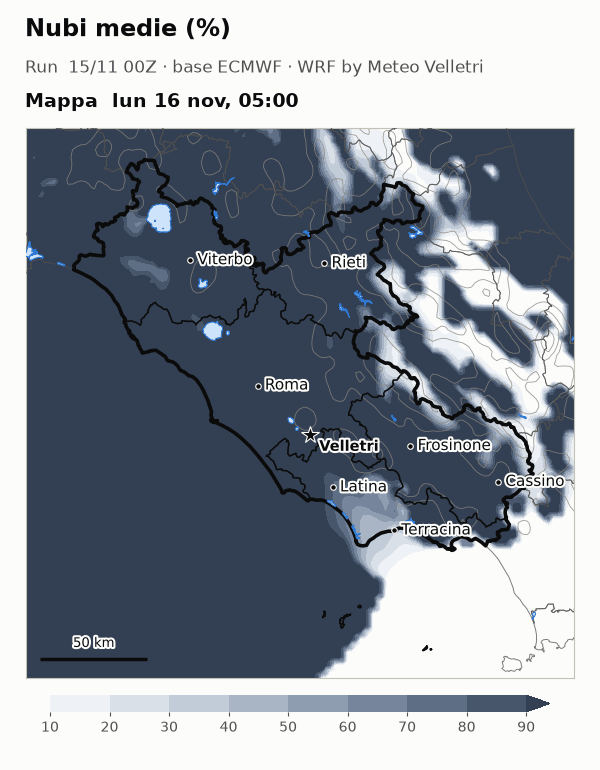 Nubi medie (%)
Run 15/11 00Z · base ECMWF · WRF by Meteo Velletri
Mappa lun 16 nov, 05:00
Viterbo
Rieti
Roma
Velletri
Frosinone
Cassino
Latina
Terracina
50 km
10 20 30 40 50 60 70 80 90